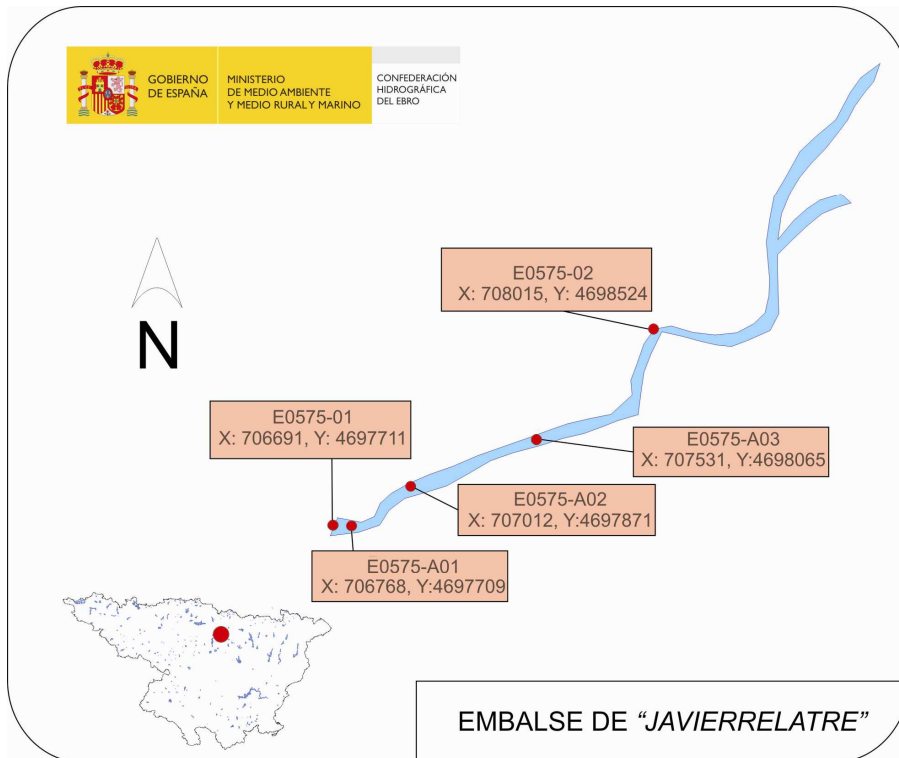 GOBIERNO
DE ESPAÑA
MINISTERIO
DE MEDIO AMBIENTE
Y MEDIO RURAL Y MARINO
CONFEDERACIÓN
HIDROGRÁFICA
DEL EBRO
E0575-02
X: 708015, Y: 4698524
N
E0575-01
X: 706691, Y: 4697711
E0575-A03
X: 707531, Y:4698065
E0575-A02
X: 707012, Y:4697871
E0575-A01
X: 706768, Y:4697709
EMBALSE DE "JAVIERRELATRE"